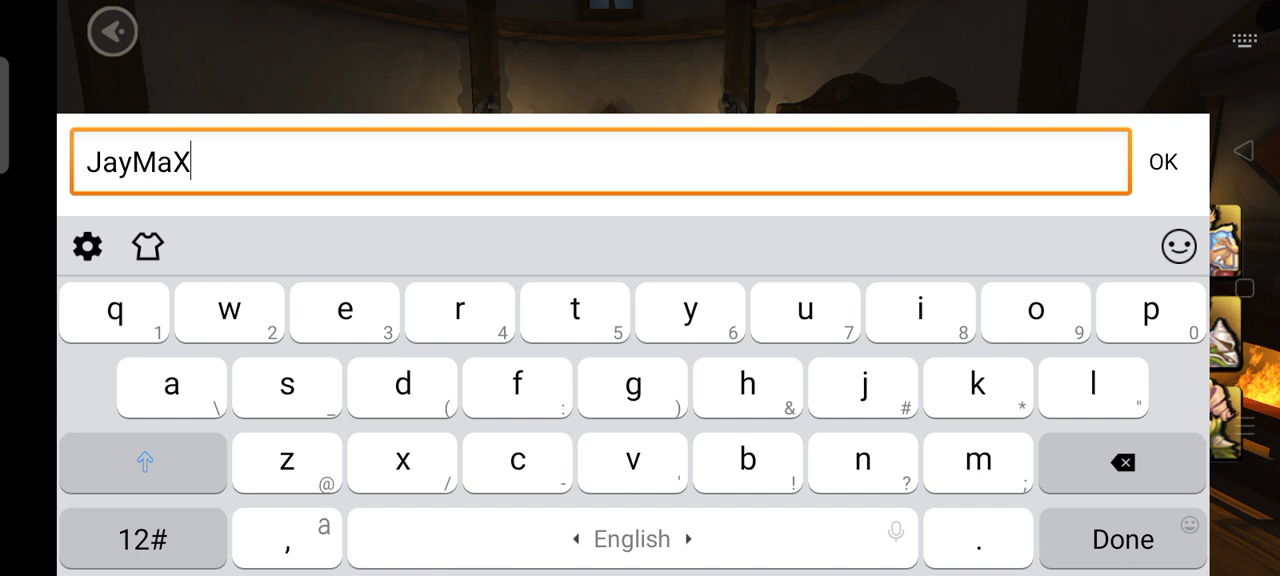 JayMaX
OK
q 1 w 2 e 3 r 4 t 5 y 6 u 7 i 8 o 9 p 0
a \ s _ d ( f : g ) h & j # k * l "
z @ x / c - v ' b ! n ? m ;
12# , a English . Done